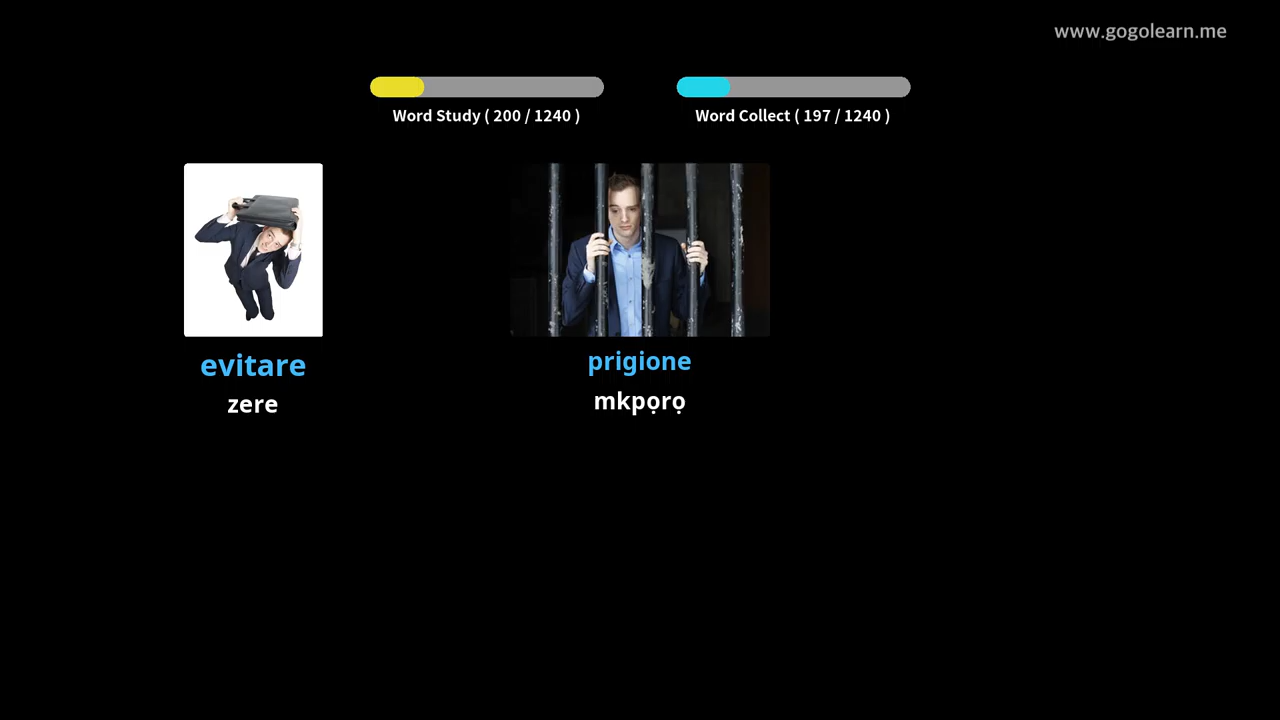 www.gogolearn.me
Word Study ( 200 / 1240 )
Word Collect ( 197 / 1240 )
evitare
zere
prigione
mkpọrọ